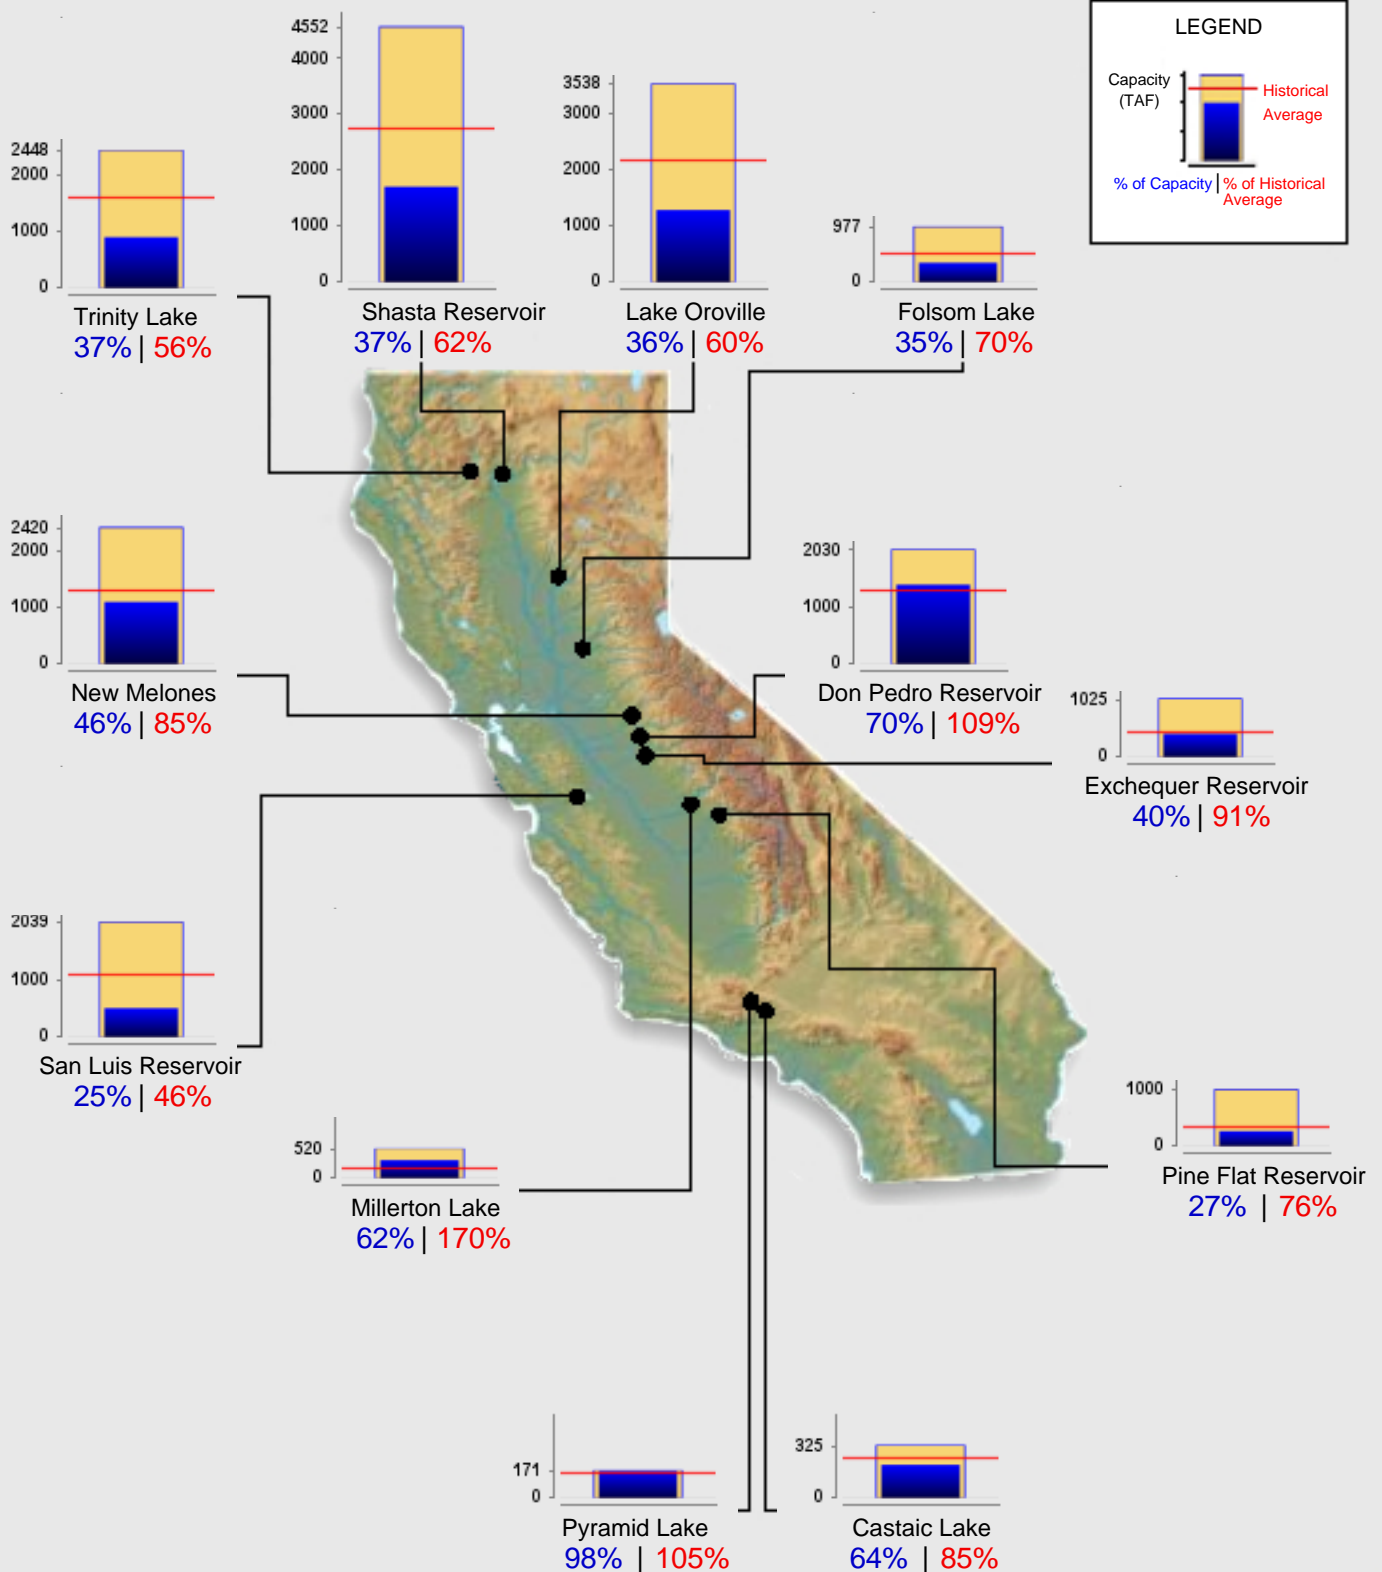 LEGEND
Capacity
(TAF)
Historical
Average
% of Capacity | % of Historical
Average
4552
4000
3000
2000
1000
0
Shasta Reservoir
37% | 62%
3538
3000
2000
1000
0
Lake Oroville
36% | 60%
2448
2000
1000
0
Trinity Lake
37% | 56%
977
0
Folsom Lake
35% | 70%
2420
2000
1000
0
New Melones
46% | 85%
2030
1000
0
Don Pedro Reservoir
70% | 109%
1025
0
Exchequer Reservoir
40% | 91%
2039
1000
0
San Luis Reservoir
25% | 46%
520
0
Millerton Lake
62% | 170%
1000
0
Pine Flat Reservoir
27% | 76%
171
0
Pyramid Lake
98% | 105%
325
0
Castaic Lake
64% | 85%